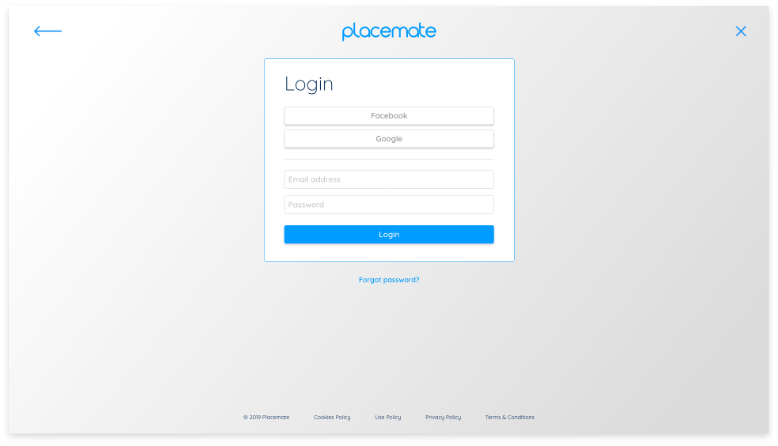 placemate
Login
Facebook
Google
Email address
Password
Login
Forgot password?
© 2019 Placemate Cookies Policy Use Policy Privacy Policy Terms & Conditions